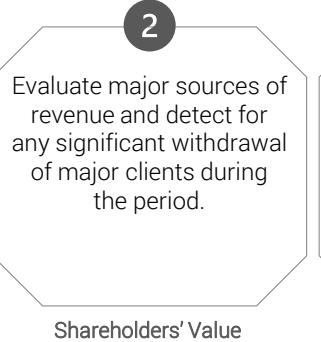 2
Evaluate major sources of
revenue and detect for
any significant withdrawal
of major clients during
the period.
Shareholders' Value